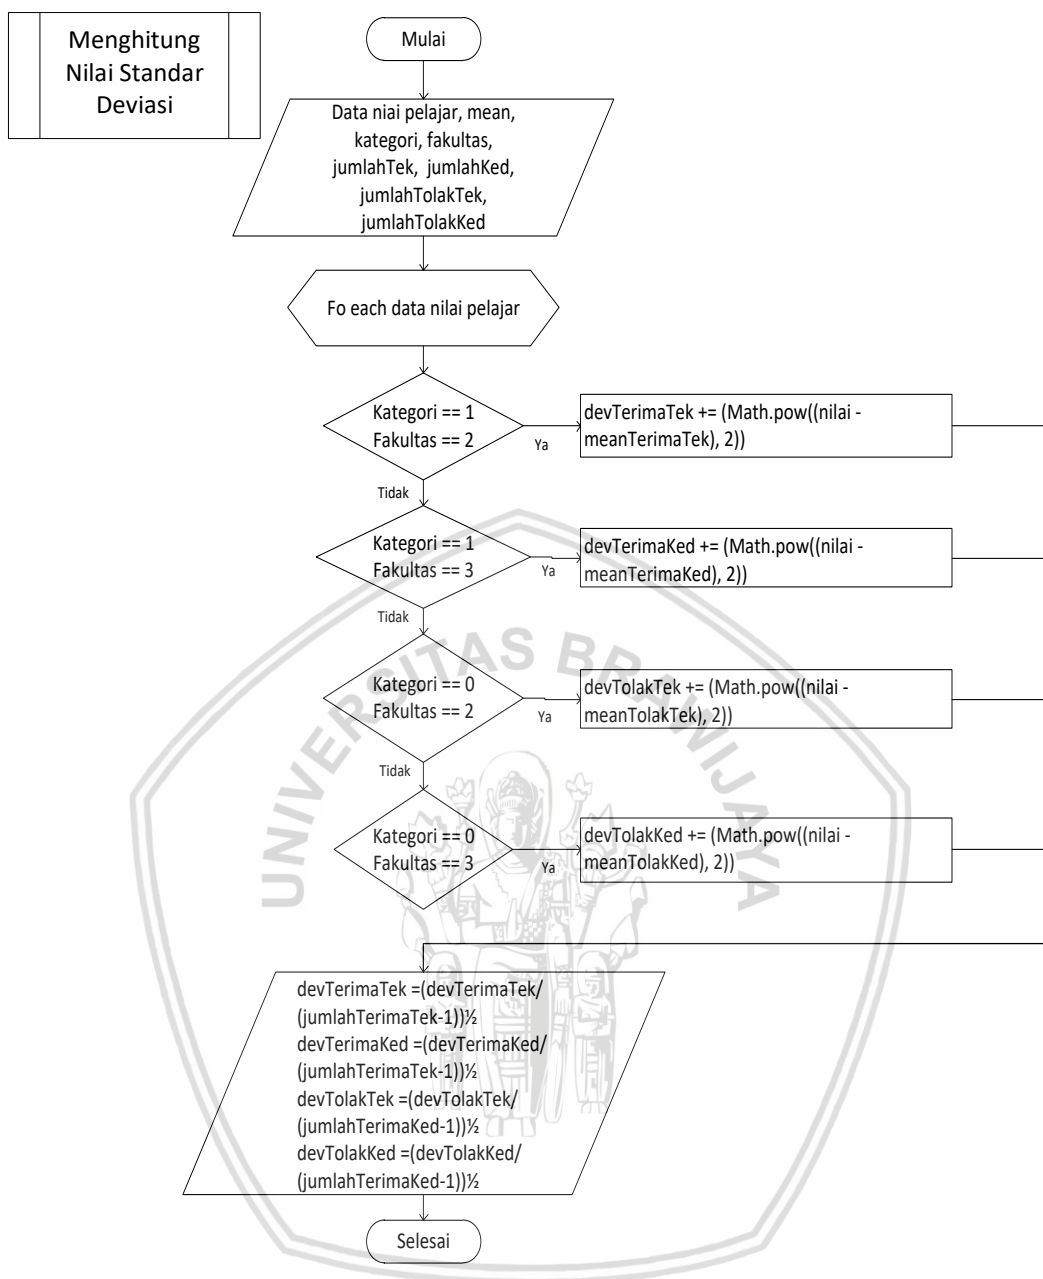 Menghitung
Nilai Standar
Deviasi
Mulai
Data niai pelajar, mean,
kategori, fakultas,
jumlahTek, jumlahKed,
jumlahTolakTek,
jumlahTolakKed
Fo each data nilai pelajar
Kategori == 1
Fakultas == 2
Ya
devTerimaTek += (Math.pow((nilai -
meanTerimaTek), 2))
Tidak
Kategori == 1
Fakultas == 3
Ya
devTerimaKed += (Math.pow((nilai -
meanTerimaKed), 2))
Tidak
Kategori == 0
Fakultas == 2
Ya
devTolakTek += (Math.pow((nilai -
meanTolakTek), 2))
Tidak
Kategori == 0
Fakultas == 3
Ya
devTolakKed += (Math.pow((nilai -
meanTolakKed), 2))
devTerimaTek =(devTerimaTek/
(jumlahTerimaTek-1))½
devTerimaKed =(devTerimaKed/
(jumlahTerimaTek-1))½
devTolakTek =(devTolakTek/
(jumlahTerimaKed-1))½
devTolakKed =(devTolakKed/
(jumlahTerimaKed-1))½
Selesai
UNIVERSITAS BRAWIJAYA